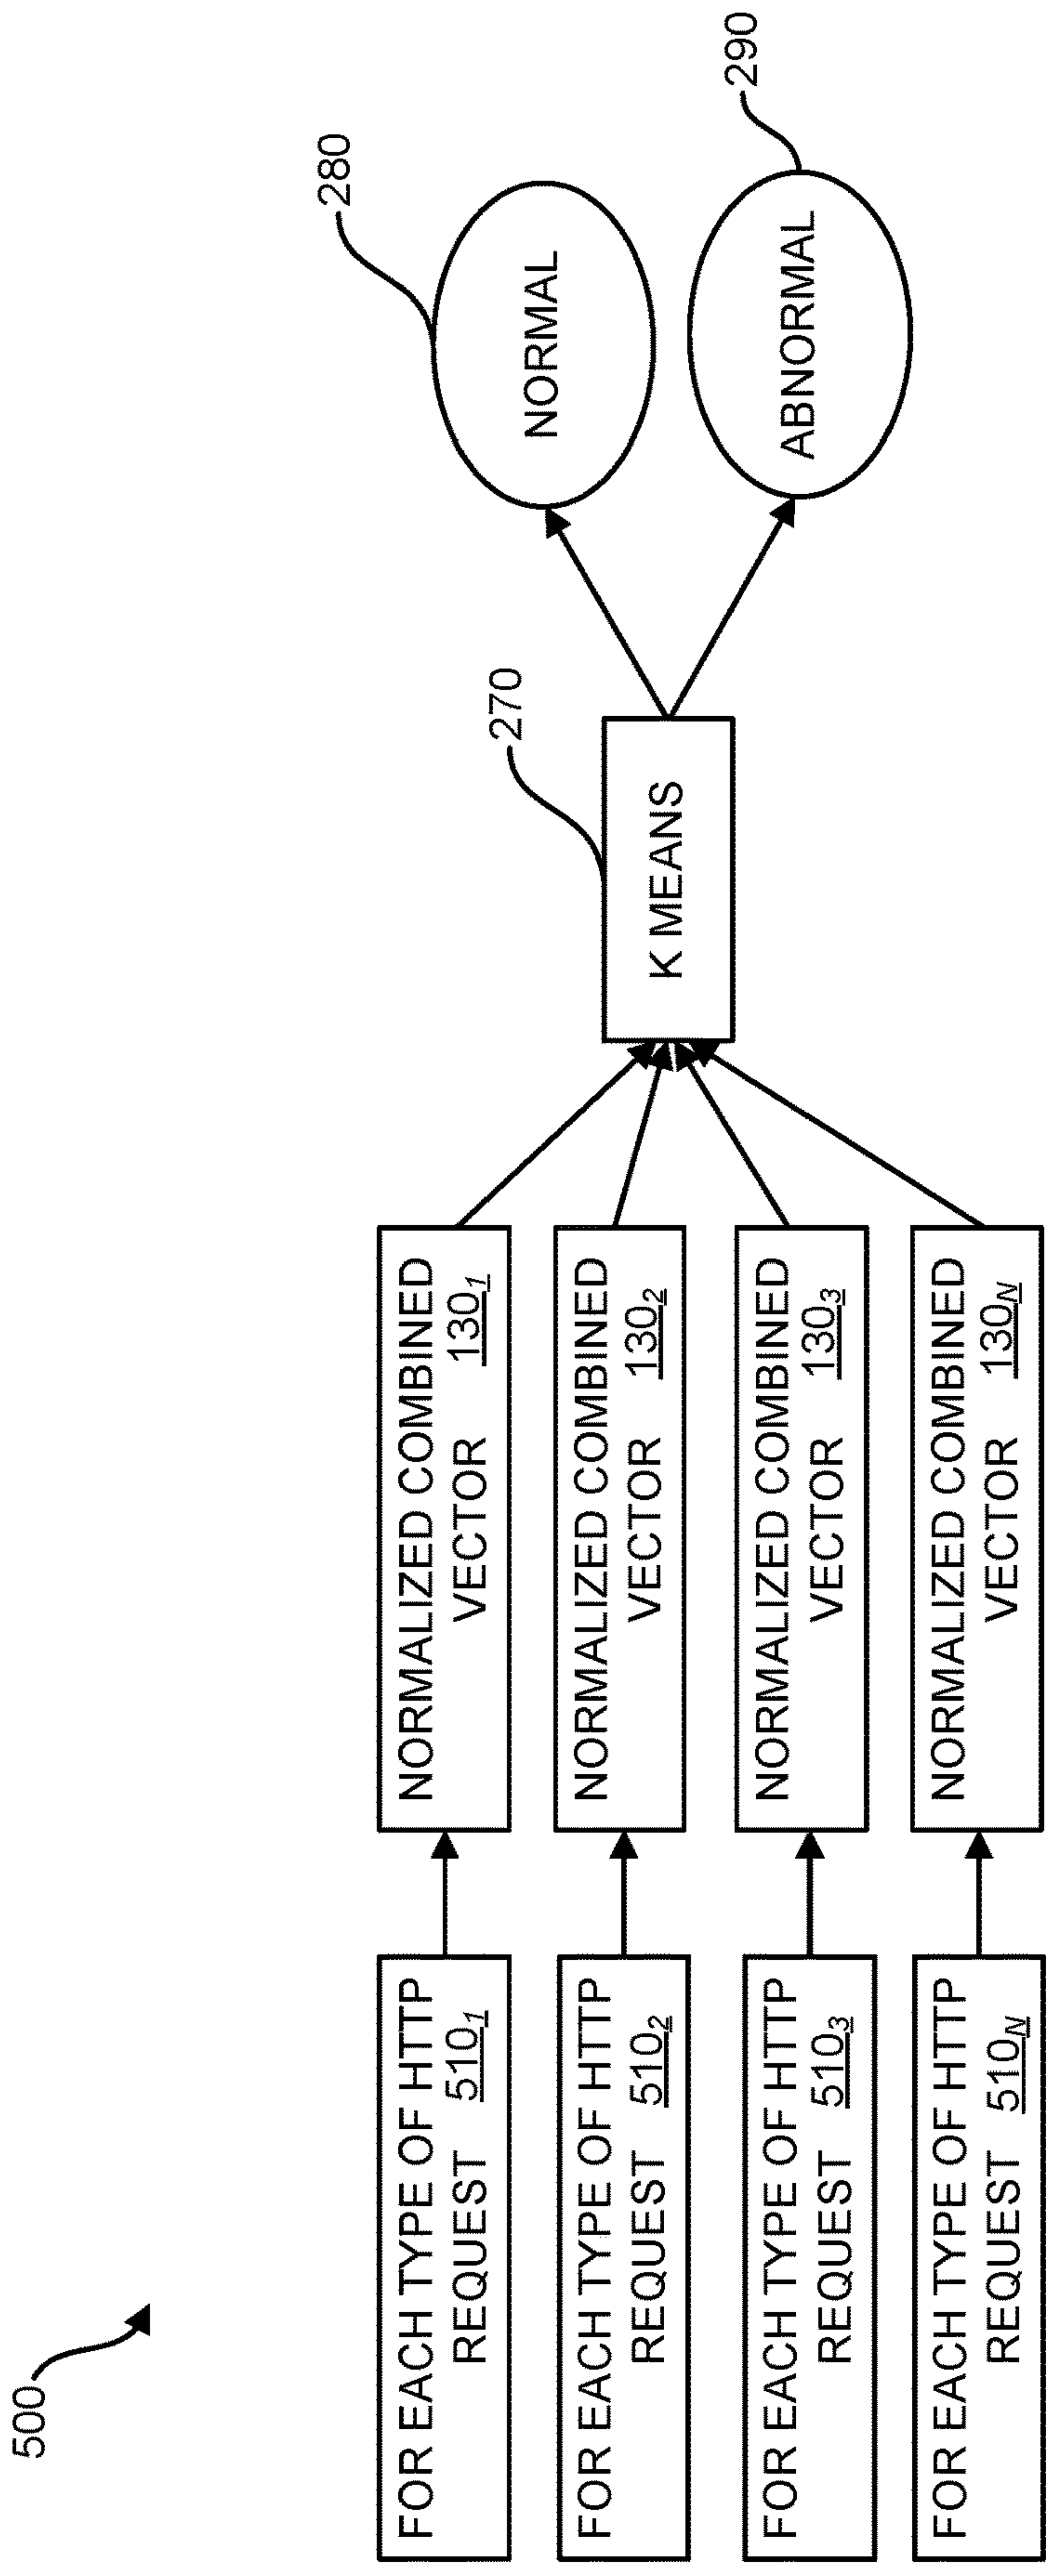 500
FOR EACH TYPE OF HTTP
REQUEST 510₁
FOR EACH TYPE OF HTTP
REQUEST 510₂
FOR EACH TYPE OF HTTP
REQUEST 510₃
FOR EACH TYPE OF HTTP
REQUEST 510N
NORMALIZED COMBINED
VECTOR 130₁
NORMALIZED COMBINED
VECTOR 130₂
NORMALIZED COMBINED
VECTOR 130₃
NORMALIZED COMBINED
VECTOR 130N
270
K MEANS
280
NORMAL
290
ABNORMAL